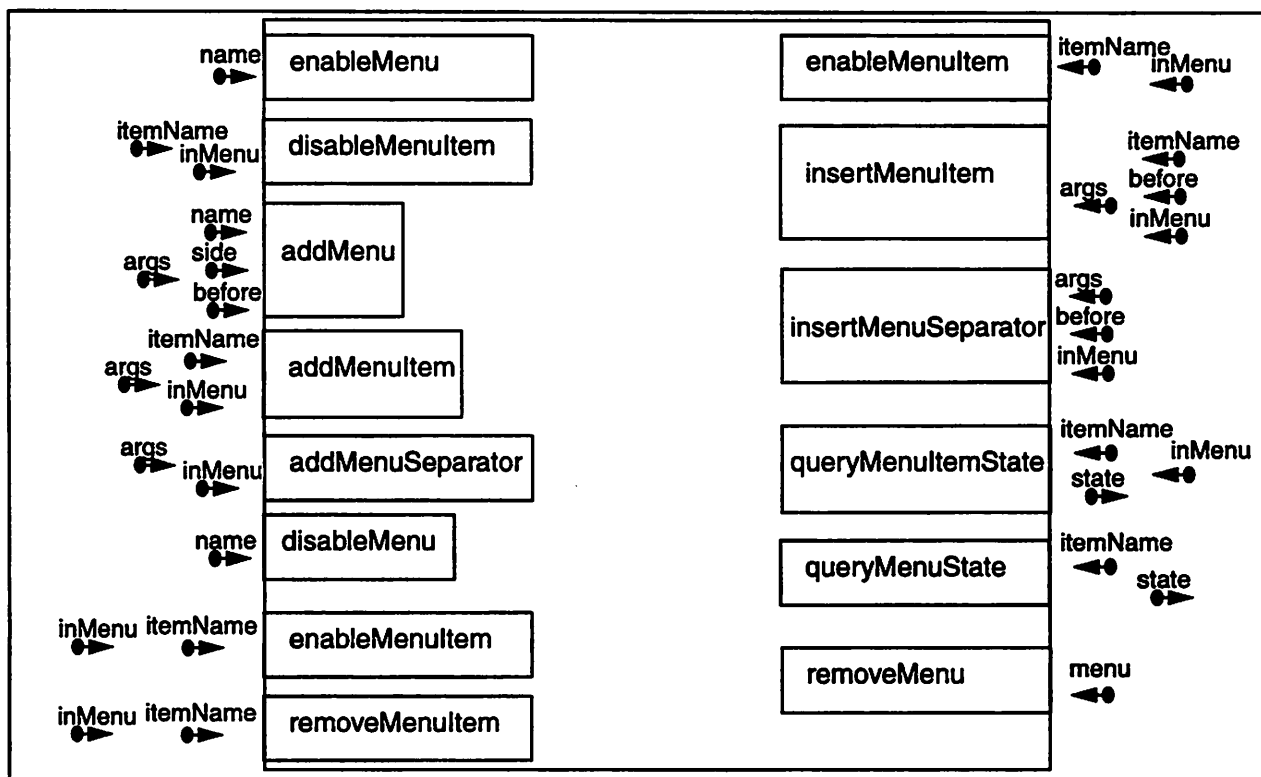 name
enableMenu
itemName
inMenu
disableMenuItem
name
side
args
before
addMenu
itemName
args
inMenu
addMenuItem
args
inMenu
addMenuSeparator
name
disableMenu
inMenu itemName
enableMenuItem
inMenu itemName
removeMenuItem
enableMenuItem
itemName
inMenu
insertMenuItem
itemName
args
before
inMenu
insertMenuSeparator
args
before
inMenu
queryMenuItemState
itemName
inMenu
state
queryMenuState
itemName
state
removeMenu
menu